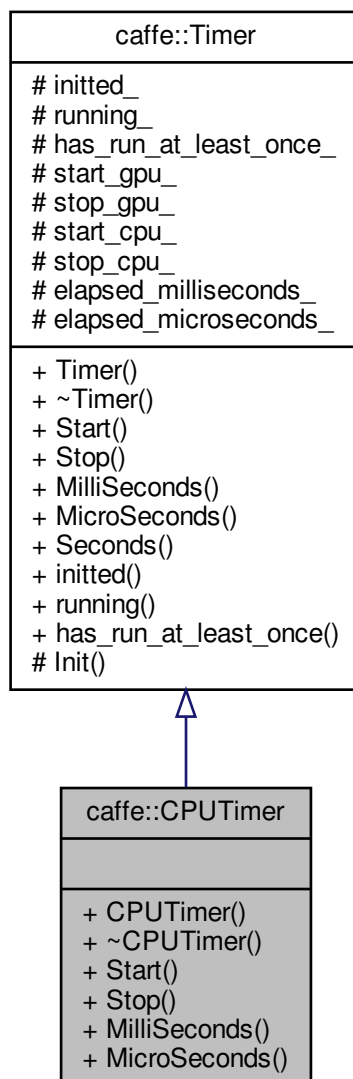 caffe::Timer
# initted_
# running_
# has_run_at_least_once_
# start_gpu_
# stop_gpu_
# start_cpu_
# stop_cpu_
# elapsed_milliseconds_
# elapsed_microseconds_
+ Timer()
+ ~Timer()
+ Start()
+ Stop()
+ MilliSeconds()
+ MicroSeconds()
+ Seconds()
+ initted()
+ running()
+ has_run_at_least_once()
# Init()
caffe::CPUTimer
+ CPUTimer()
+ ~CPUTimer()
+ Start()
+ Stop()
+ MilliSeconds()
+ MicroSeconds()